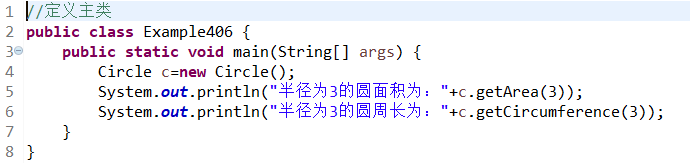 1 //定义主类
2 public class Example406 {
3 public static void main(String[] args) {
4 Circle c=new Circle();
5 System.out.println("半径为3的圆面积为："+c.getArea(3));
6 System.out.println("半径为3的圆周长为："+c.getCircumference(3));
7 }
8 }